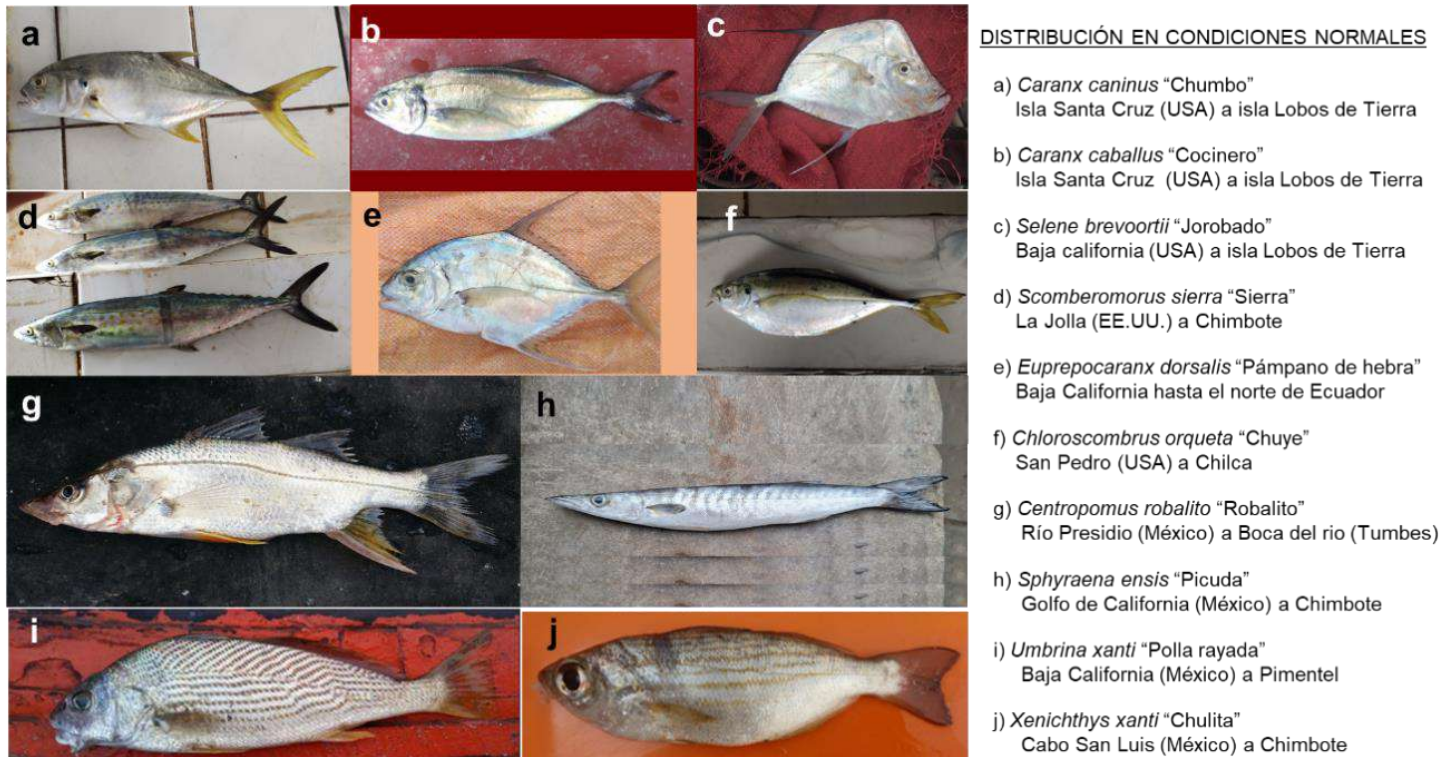 a
b
c
d
e
f
g
h
i
j
DISTRIBUCIÓN EN CONDICIONES NORMALES
a) Caranx caninus “Chumbo”
Isla Santa Cruz (USA) a isla Lobos de Tierra
b) Caranx caballus “Cocinero”
Isla Santa Cruz (USA) a isla Lobos de Tierra
c) Selene brevoortii “Jorobado”
Baja california (USA) a isla Lobos de Tierra
d) Scomberomorus sierra “Sierra”
La Jolla (EE.UU.) a Chimbote
e) Euprepocaranx dorsalis “Pámpano de hebra”
Baja California hasta el norte de Ecuador
f) Chloroscombrus orqueta “Chuye”
San Pedro (USA) a Chilca
g) Centropomus robalito “Robalito”
Río Presidio (México) a Boca del rio (Tumbes)
h) Sphyraena ensis “Picuda”
Golfo de California (México) a Chimbote
i) Umbrina xanti “Polla rayada”
Baja California (México) a Pimentel
j) Xenichthys xanti “Chulita”
Cabo San Luis (México) a Chimbote